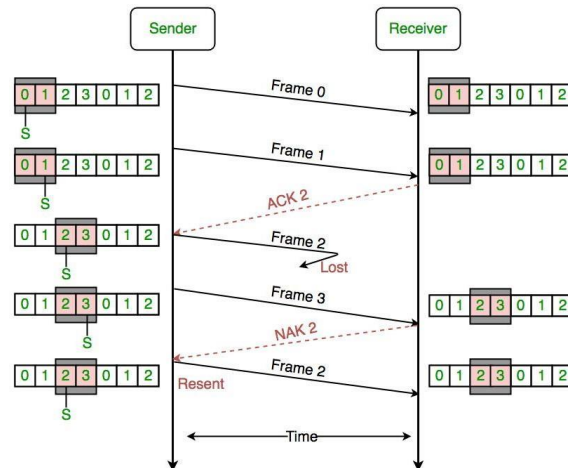 Sender
Receiver
0 1 2 3 0 1 2
S
Frame 0
0 1 2 3 0 1 2
0 1 2 3 0 1 2
S
Frame 1
0 1 2 3 0 1 2
ACK 2
0 1 2 3 0 1 2
S
Frame 2
Lost
0 1 2 3 0 1 2
S
Frame 3
0 1 2 3 0 1 2
NAK 2
0 1 2 3 0 1 2
S
Resent
Frame 2
0 1 2 3 0 1 2
Time